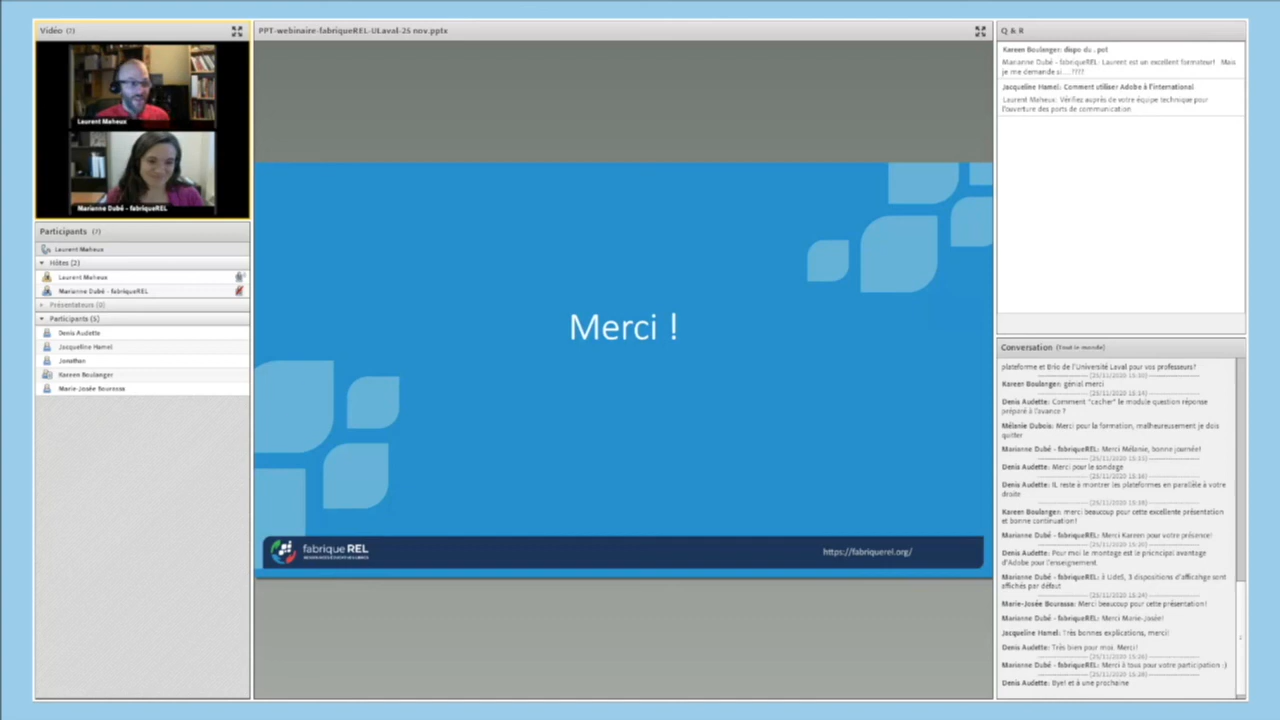 Vidéo (7)
Laurent Maheux
Marianne Dubé - fabriqueREL
Participants (7)
Laurent Maheux
Hôtes (2)
Laurent Maheux
Marianne Dubé - fabriqueREL
Présentateurs (0)
Participants (5)
Denis Audette
Jacqueline Hamel
Jonathan
Kareen Boulanger
Marie-Josée Bourassa
PPT-webinaire-fabriqueREL-ULaval-25 nov.pptx
Merci !
fabrique REL
https://fabriquerel.org/
Q & R
Kareen Boulanger: dispo du . pot
Marianne Dubé - fabriqueREL: Laurent est un excellent formateur! Mais
je me demande si....????
Jacqueline Hamel: Comment utiliser Adobe à l'international
Laurent Maheux: Vérifiez auprès de votre équipe technique pour
l'ouverture des ports de communication
Conversation (Tout le monde)
plateforme et Brio de l'Université Laval pour vos professeurs?
Kareen Boulanger: génial merci
Denis Audette: Comment "cacher" le module question réponse
préparé à l'avance ?
Mélanie Dubois: Merci pour la formation, malheureusement je dois
quitter
Marianne Dubé - fabriqueREL: Merci Mélanie, bonne journée!
Denis Audette: Merci pour le sondage
Denis Audette: IL reste à montrer les plateformes en parallèle à votre
droite
Kareen Boulanger: merci beaucoup pour cette excellente présentation
et bonne continuation!
Marianne Dubé - fabriqueREL: Merci Kareen pour votre présence!
Denis Audette: Pour moi le montage est le pricncipal avantage
d'Adobe pour l'enseignement.
Marianne Dubé - fabriqueREL: à UdeS, 3 dispositions d'afficahge sont
affichés par défaut
Marie-Josée Bourassa: Merci beaucoup pour cette présentation!
Marianne Dubé - fabriqueREL: Merci Marie-Josée!
Jacqueline Hamel: Très bonnes explications, merci!
Denis Audette: Très bien pour moi. Merci!
Marianne Dubé - fabriqueREL: Merci à tous pour votre participation :)
Denis Audette: Bye! et à une prochaine